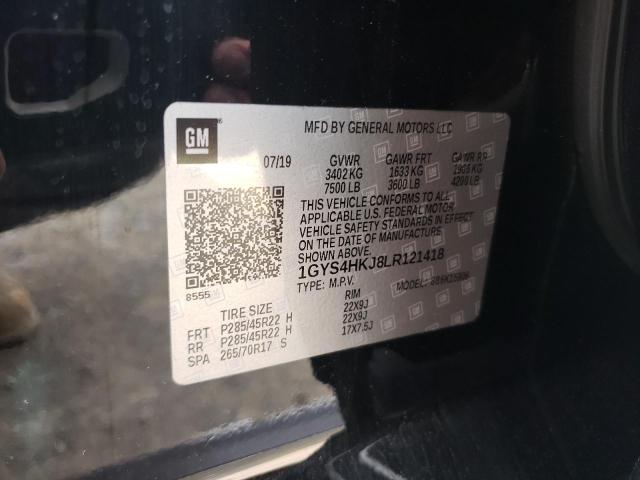 GM
MFD BY GENERAL MOTORS LLC
07/19 GVWR GAWR FRT GAWR RR
3402 KG 1633 KG 1905 KG
7500 LB 3600 LB 4200 LB
THIS VEHICLE CONFORMS TO ALL
APPLICABLE U.S. FEDERAL MOTOR
VEHICLE STANDARDS IN EFFECT
ON THE DATE OF MANUFACTURE
SHOWN ABOVE.
1GYS4HKJ8LR121418
8555
TYPE: M.P.V. MODEL:
TIRE SIZE RIM
FRT P285/45R22 H 22X9J
RR P285/45R22 H 22X9J
SPA 265/70R17 S 17X7.5J